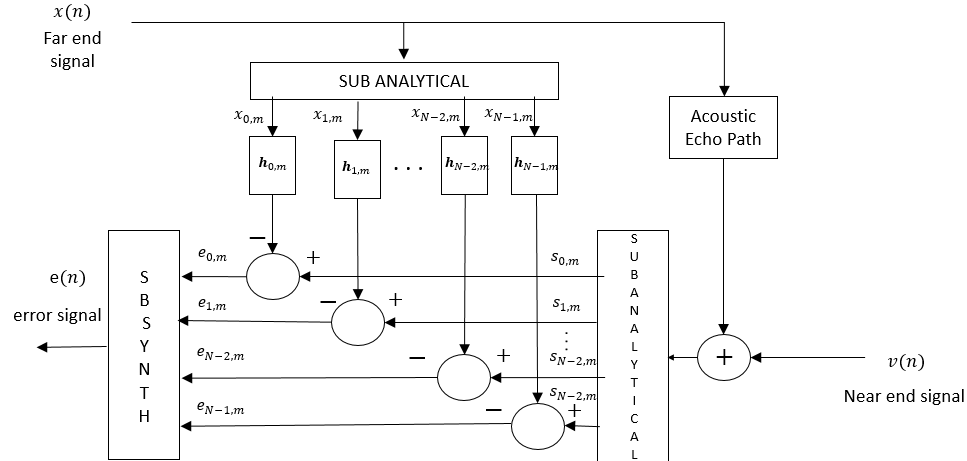 x(n)
Far end
signal
SUB ANALYTICAL
x_{0,m} x_{1,m} x_{N-2,m} x_{N-1,m}
Acoustic
Echo Path
h_{0,m} h_{1,m} . . . h_{N-2,m} h_{N-1,m}
SUBANALYTICAL
− +
e_{0,m} s_{0,m}
e(n)
error signal
SBSYNTH
− +
e_{1,m} s_{1,m}
⋮
− +
e_{N-2,m} s_{N-2,m}
− +
e_{N-1,m} s_{N-2,m}
+
v(n)
Near end signal